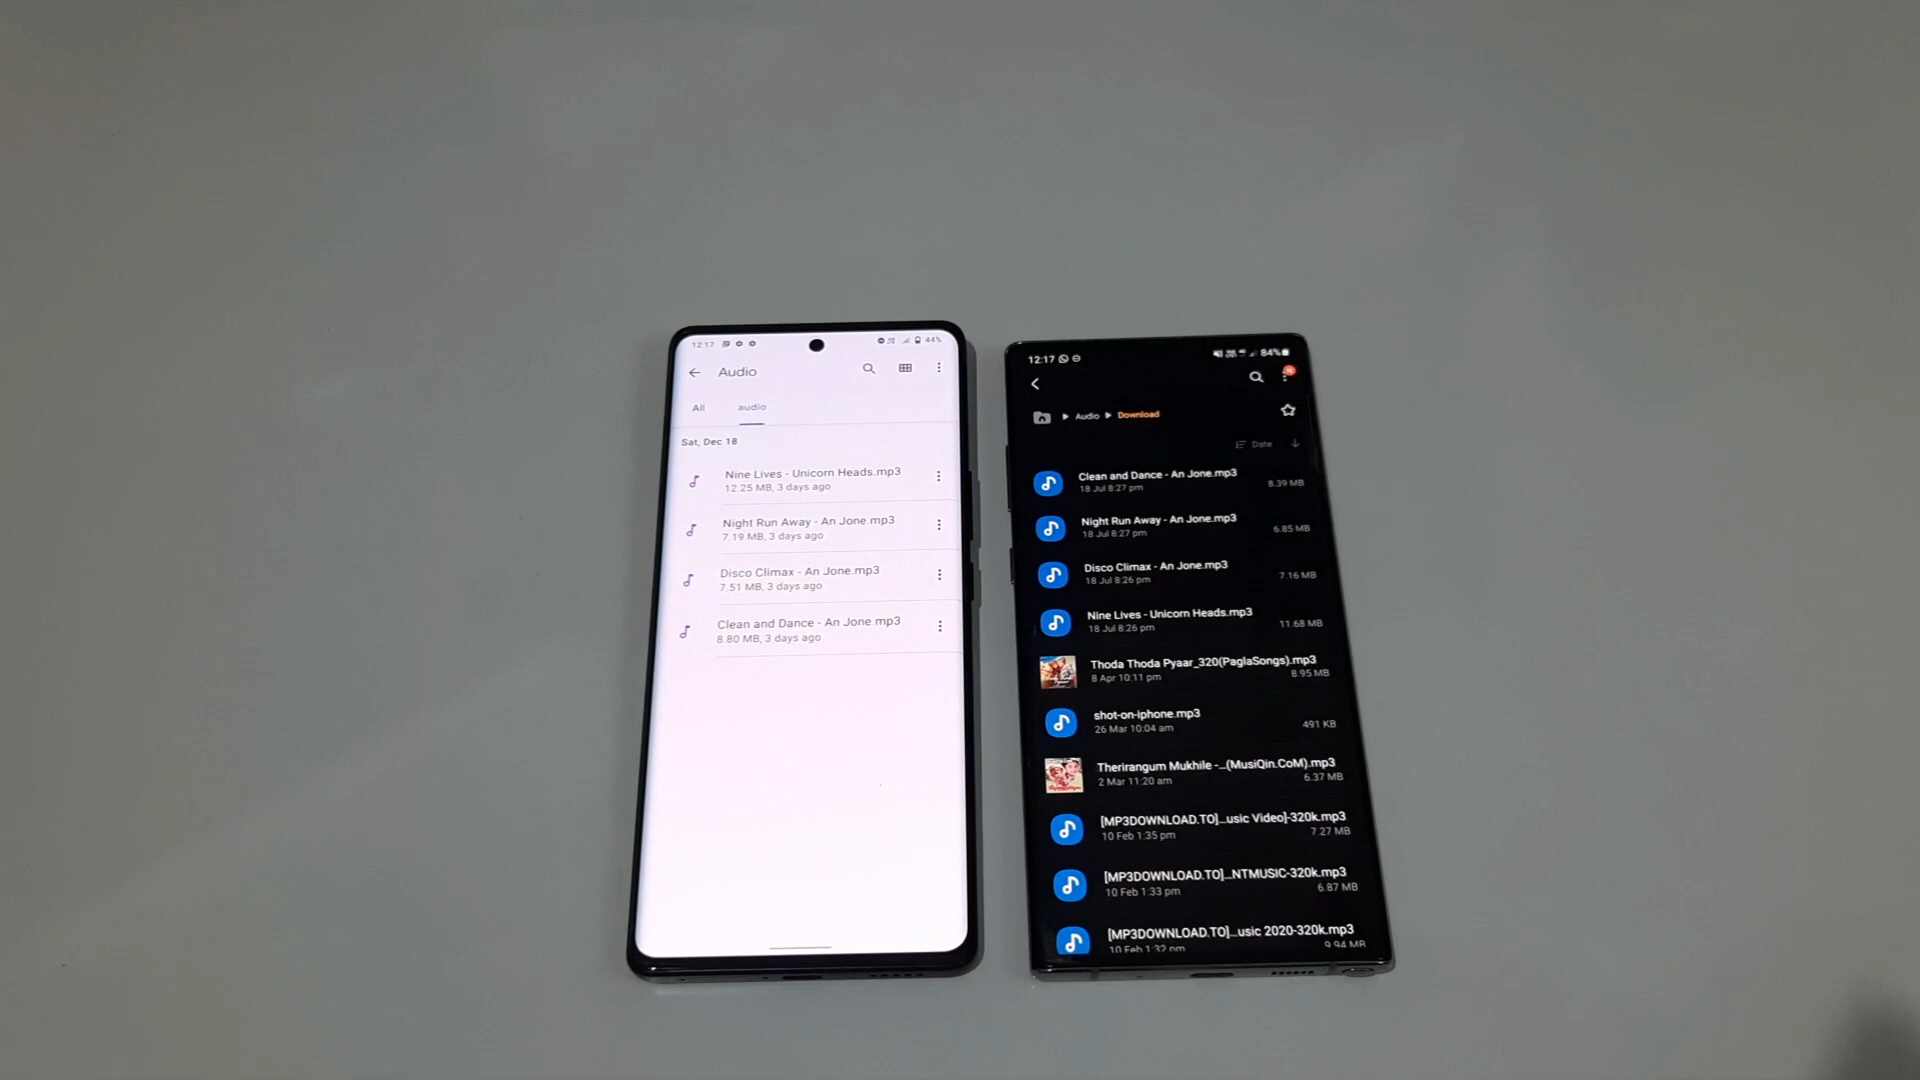 12:17
44%
Audio
All
audio
Sat, Dec 18
Nine Lives - Unicorn Heads.mp3
12.25 MB, 3 days ago
Night Run Away - An Jone.mp3
7.19 MB, 3 days ago
Disco Climax - An Jone.mp3
7.51 MB, 3 days ago
Clean and Dance - An Jone mp3
8.80 MB, 3 days ago
12:17
84%
N
Audio
Download
Date
Clean and Dance - An Jone.mp3
18 Jul 8:27 pm
8.39 MB
Night Run Away - An Jone.mp3
18 Jul 8:27 pm
6.85 MB
Disco Climax - An Jone.mp3
18 Jul 8:26 pm
7.16 MB
Nine Lives - Unicorn Heads.mp3
18 Jul 8:26 pm
11.68 MB
Thoda Thoda Pyaar_320(PaglaSongs).mp3
8 Apr 10:11 pm
8.95 MB
shot-on-iphone.mp3
26 Mar 10:04 am
491 KB
Therirangum Mukhile -...(MusiQin.CoM).mp3
2 Mar 11:20 am
6.37 MB
[MP3DOWNLOAD.TO]...usic Video]-320k.mp3
10 Feb 1:35 pm
7.27 MB
[MP3DOWNLOAD.TO]...NTMUSIC-320k.mp3
10 Feb 1:33 pm
6.87 MB
[MP3DOWNLOAD.TO]...usic 2020-320k.mp3
10 Feb 1:32 pm
9.94 MB